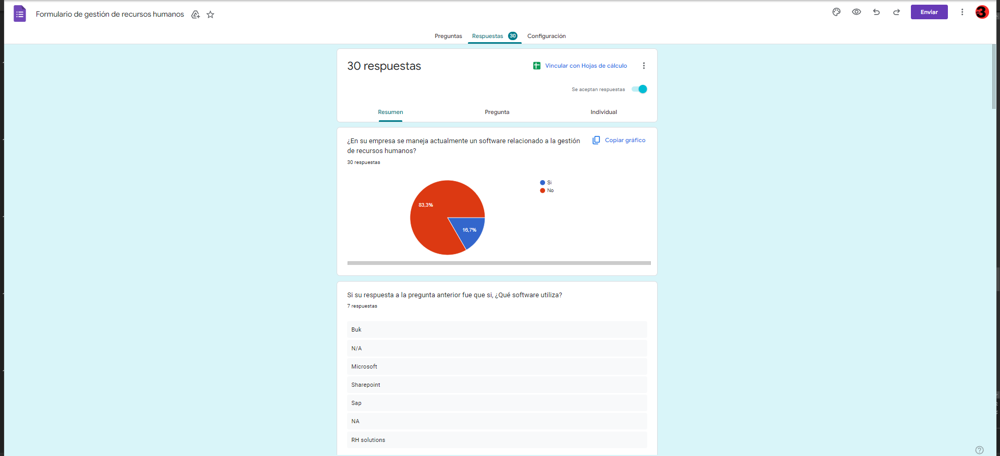 Formulario de gestión de recursos humanos
Enviar
3
Preguntas
Respuestas 30
Configuración
30 respuestas
Vincular con Hojas de cálculo
Se aceptan respuestas
Resumen
Pregunta
Individual
¿En su empresa se maneja actualmente un software relacionado a la gestión
de recursos humanos?
Copiar gráfico
30 respuestas
Si
No
83,3%
16,7%
Si su respuesta a la pregunta anterior fue que si, ¿Qué software utiliza?
7 respuestas
Buk
N/A
Microsoft
Sharepoint
Sap
NA
RH solutions